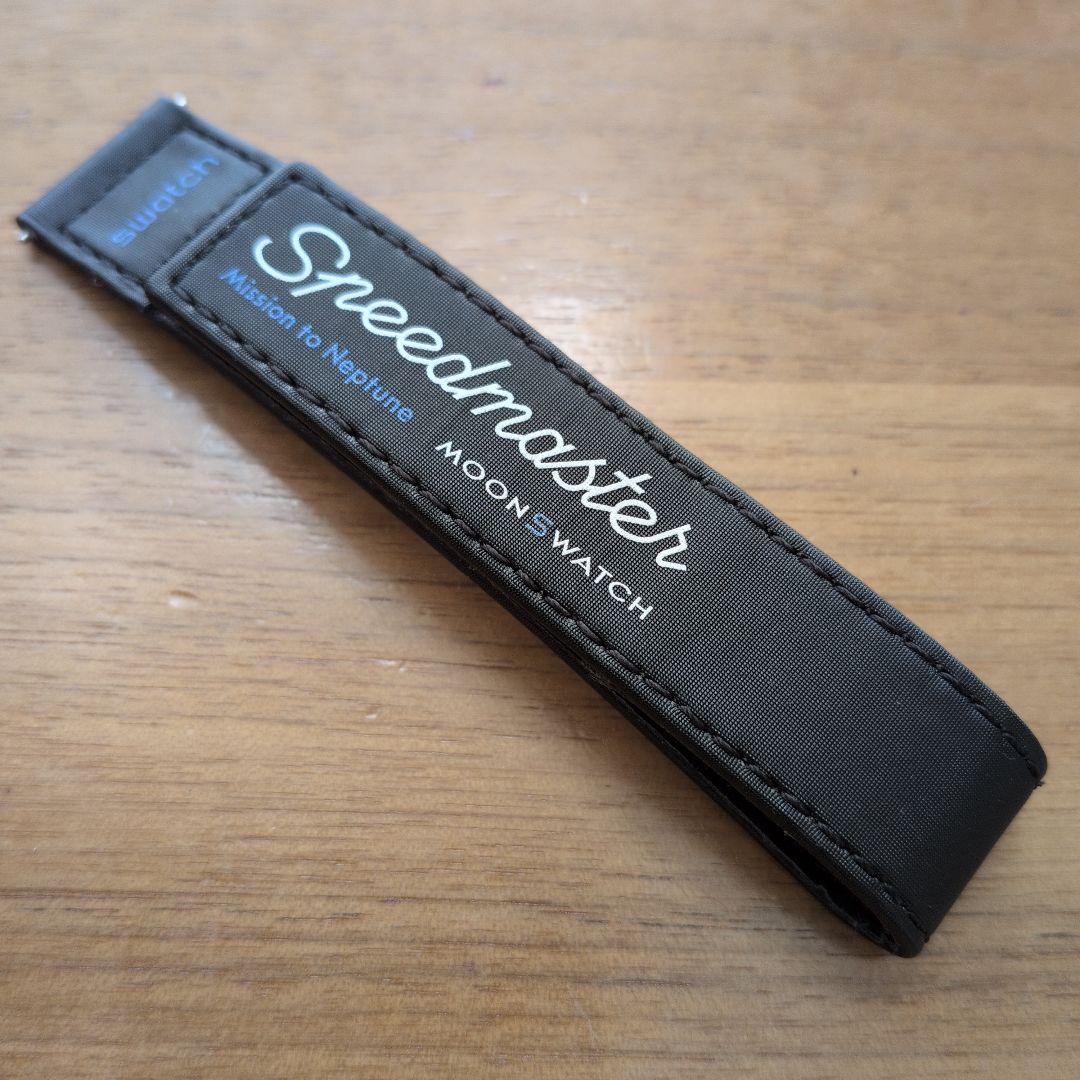 swatch
Speedmaster
Mission to Neptune
MOONSWATCH